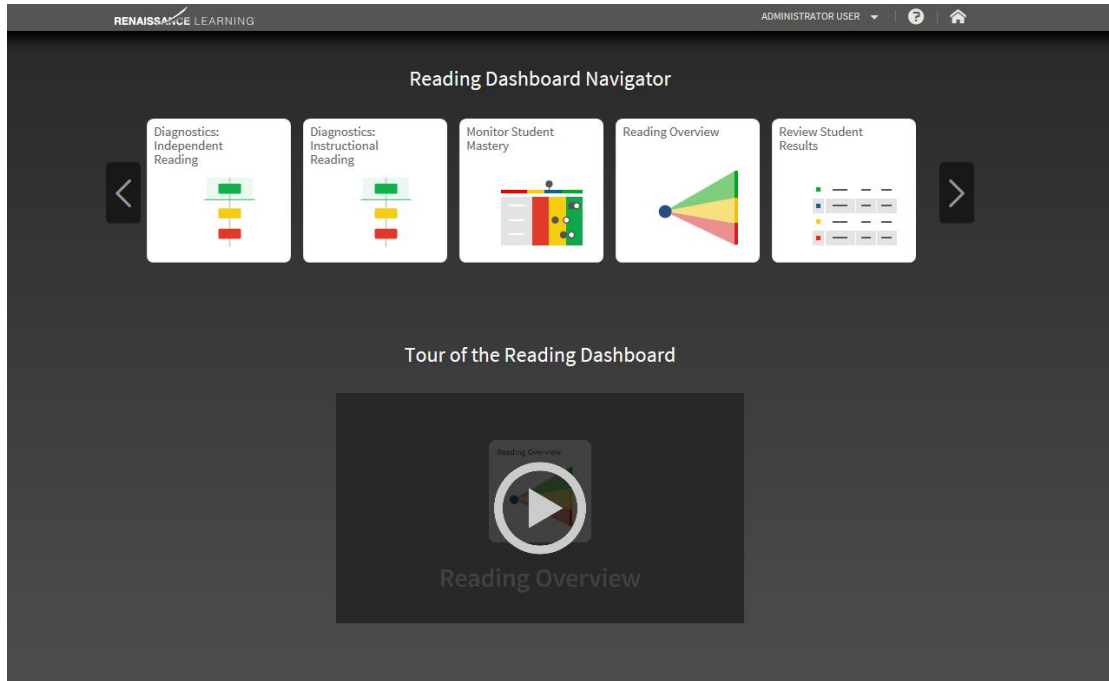 RENAISSANCE LEARNING
ADMINISTRATOR USER
?
Reading Dashboard Navigator
Diagnostics:
Independent
Reading
Diagnostics:
Instructional
Reading
Monitor Student
Mastery
Reading Overview
Review Student
Results
Tour of the Reading Dashboard
Reading Overview
Reading Overview